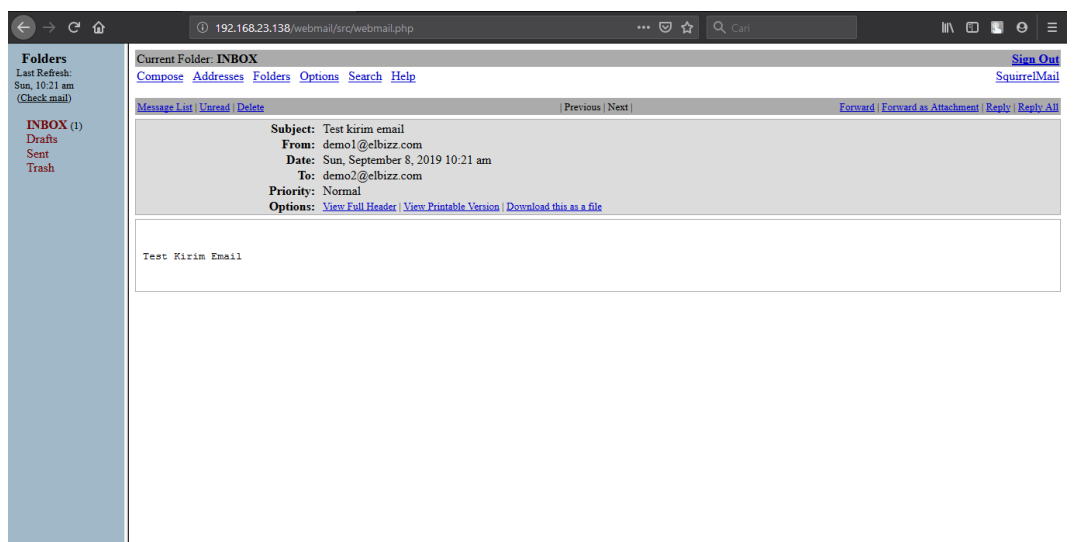 192.168.23.138/webmail/src/webmail.php
Cari
Folders
Last Refresh:
Sun, 10:21 am
(Check mail)
INBOX (1)
Drafts
Sent
Trash
Current Folder: INBOX
Sign Out
Compose Addresses Folders Options Search Help
SquirrelMail
Message List | Unread | Delete
| Previous | Next |
Forward | Forward as Attachment | Reply | Reply All
Subject: Test kirim email
From: demo1@elbizz.com
Date: Sun, September 8, 2019 10:21 am
To: demo2@elbizz.com
Priority: Normal
Options: View Full Header | View Printable Version | Download this as a file
Test Kirim Email